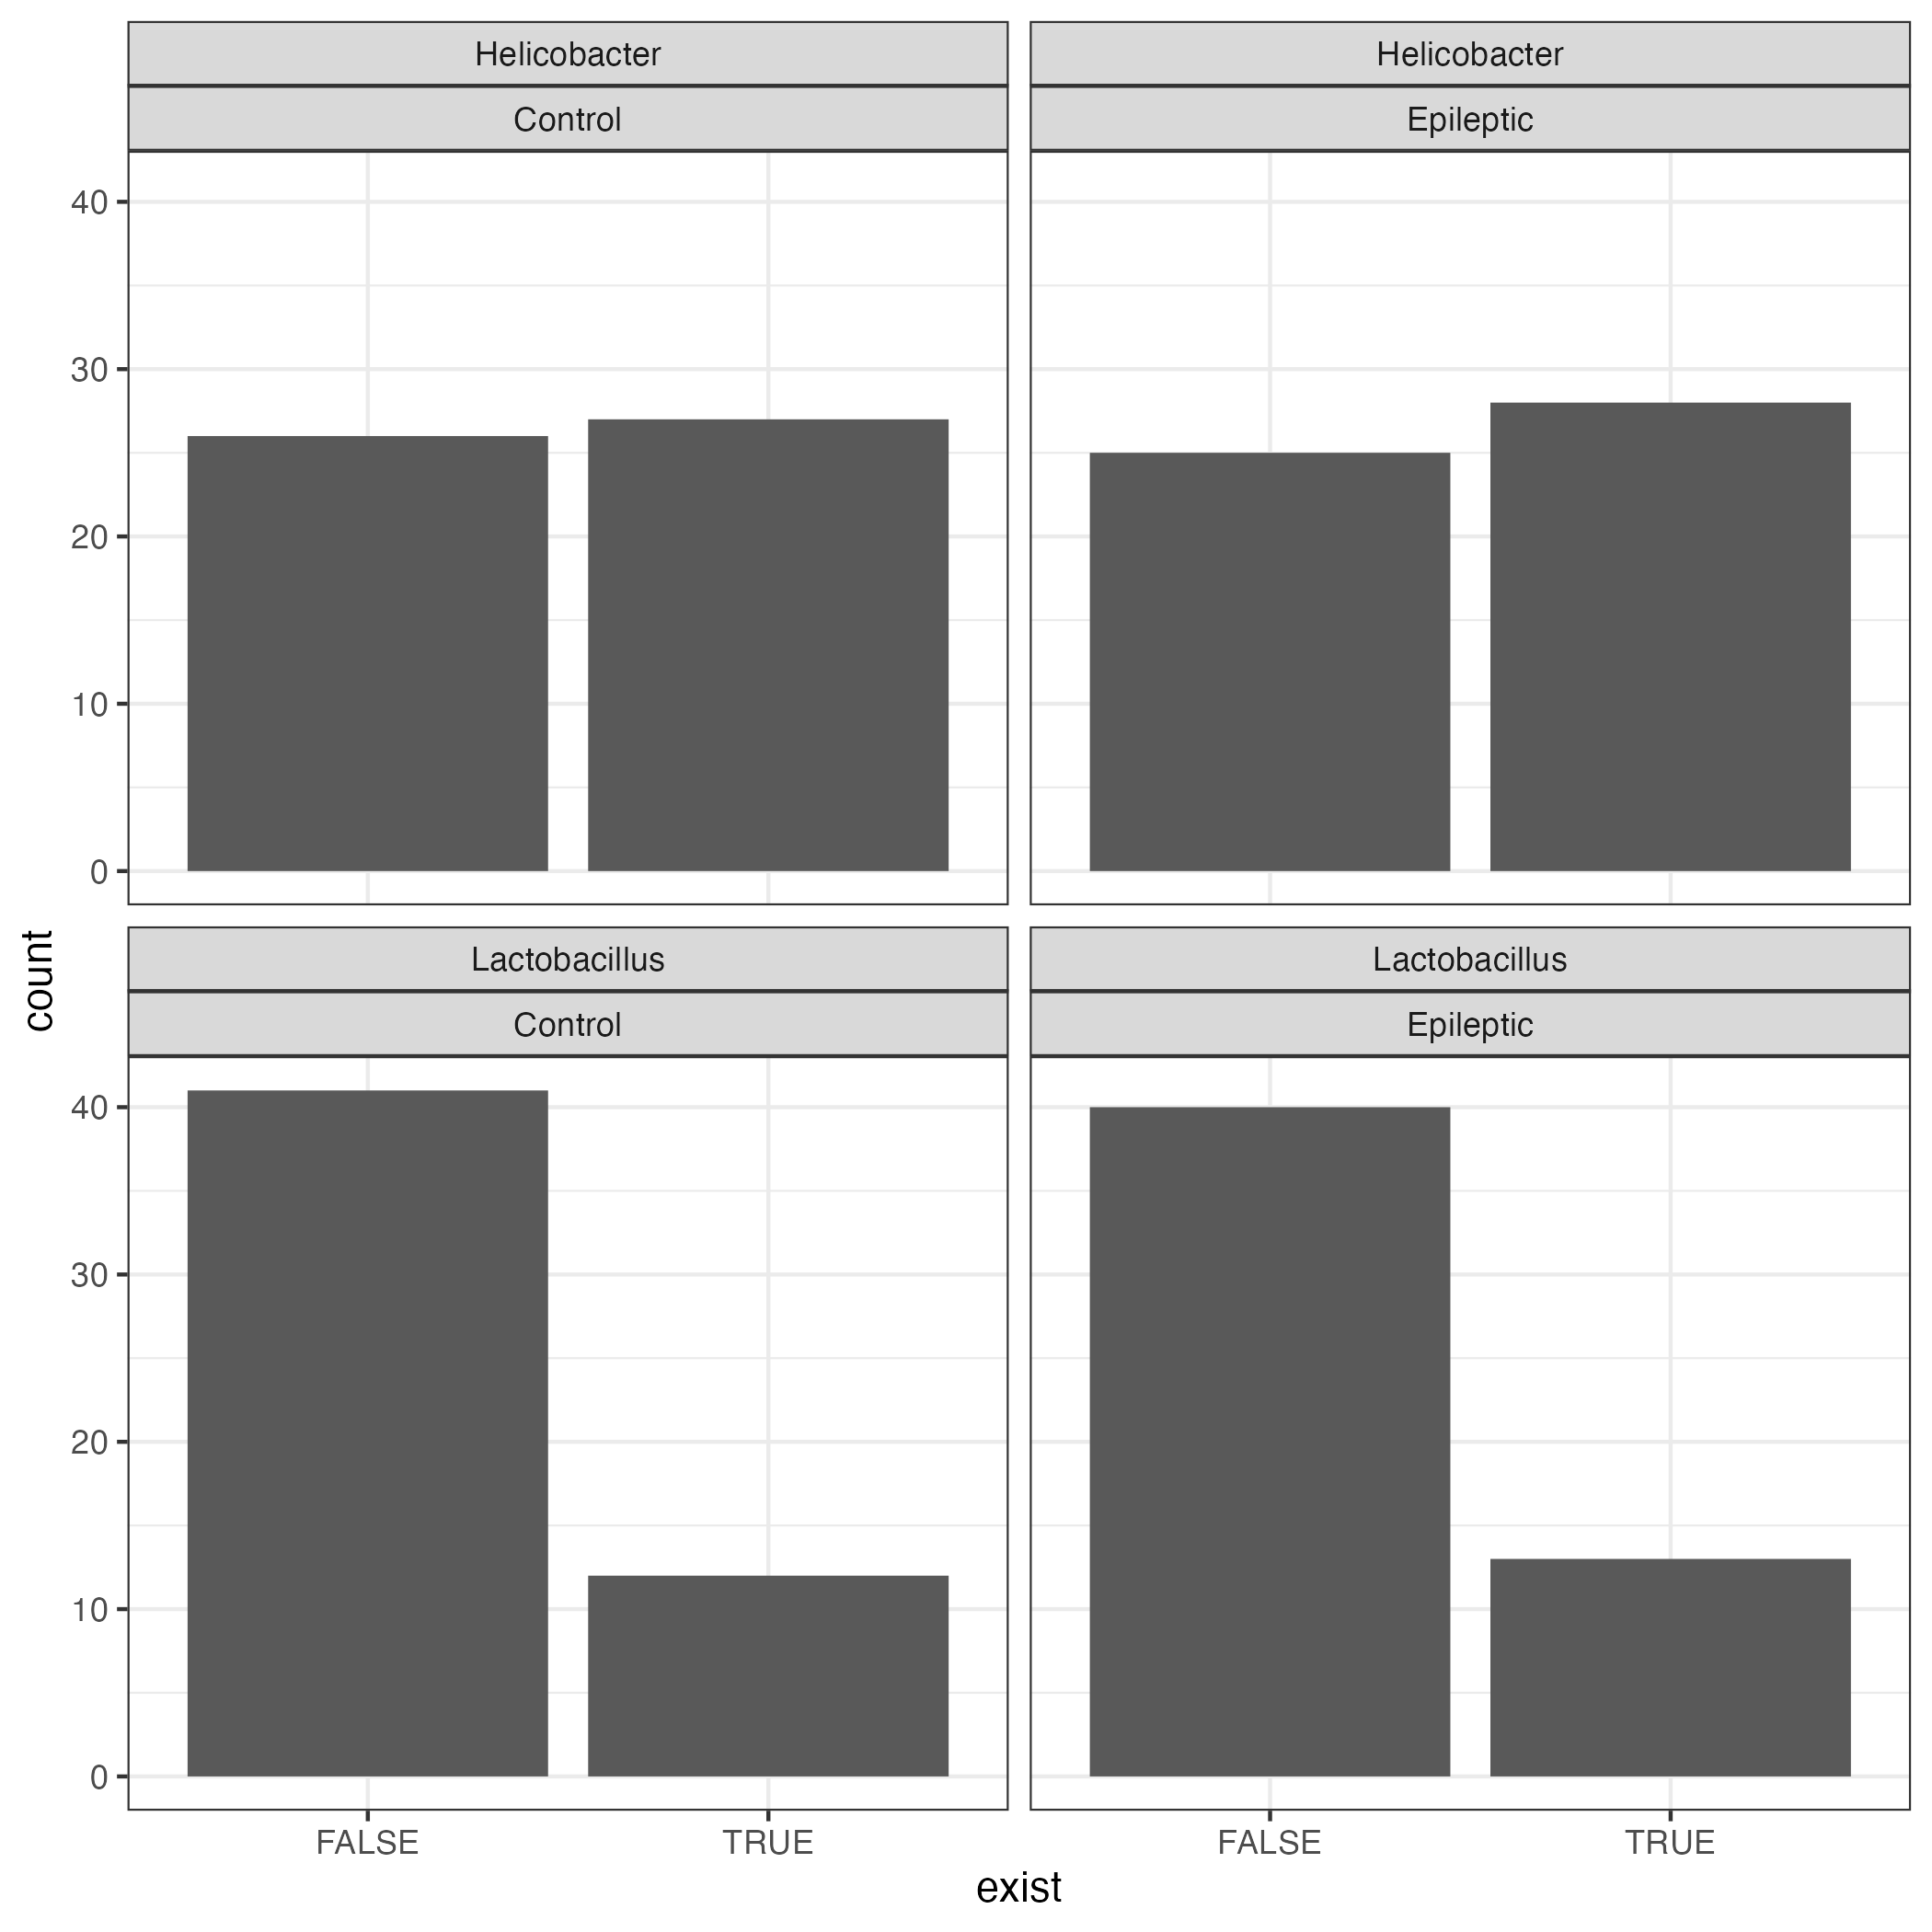 Helicobacter
Control
Helicobacter
Epileptic
40
30
20
10
0
Lactobacillus
Control
Lactobacillus
Epileptic
40
30
20
10
0
FALSE
TRUE
FALSE
TRUE
exist
count